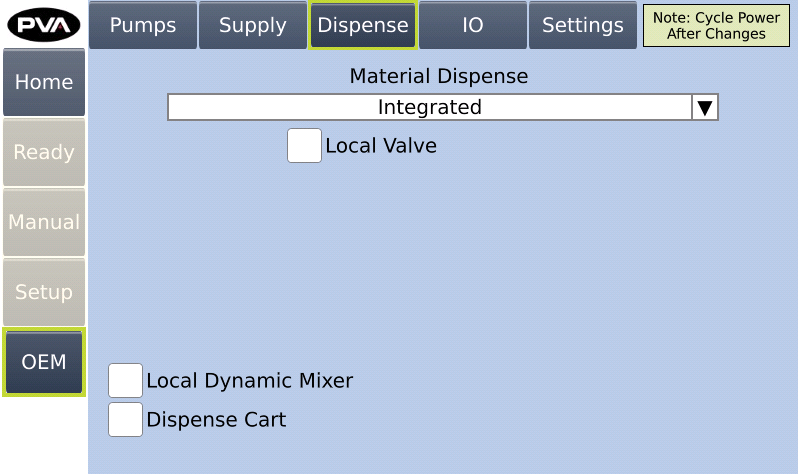 PVA
Pumps
Supply
Dispense
IO
Settings
Note: Cycle Power
After Changes
Home
Ready
Manual
Setup
OEM
Material Dispense
Integrated
Local Valve
Local Dynamic Mixer
Dispense Cart